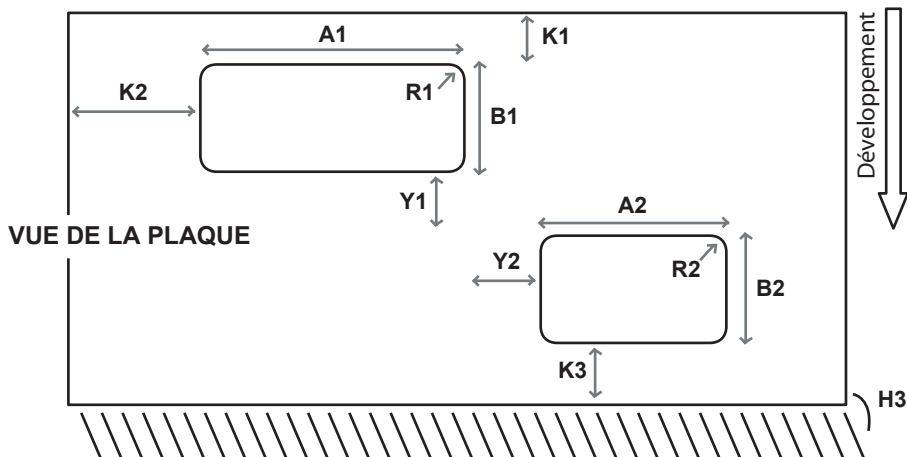 A1
K1
Développement
K2
R1
B1
Y1
A2
VUE DE LA PLAQUE
Y2
R2
B2
K3
H3